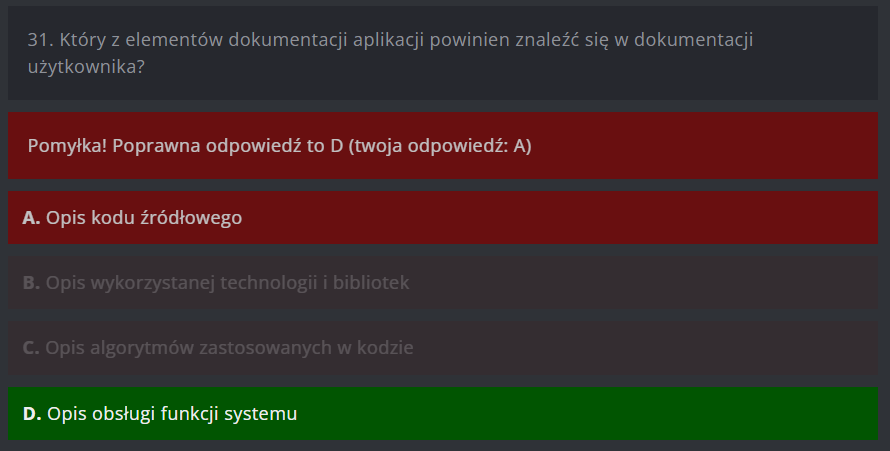 31. Który z elementów dokumentacji aplikacji powinien znaleźć się w dokumentacji
użytkownika?
Pomyłka! Poprawna odpowiedź to D (twoja odpowiedź: A)
A. Opis kodu źródłowego
B. Opis wykorzystanej technologii i bibliotek
C. Opis algorytmów zastosowanych w kodzie
D. Opis obsługi funkcji systemu